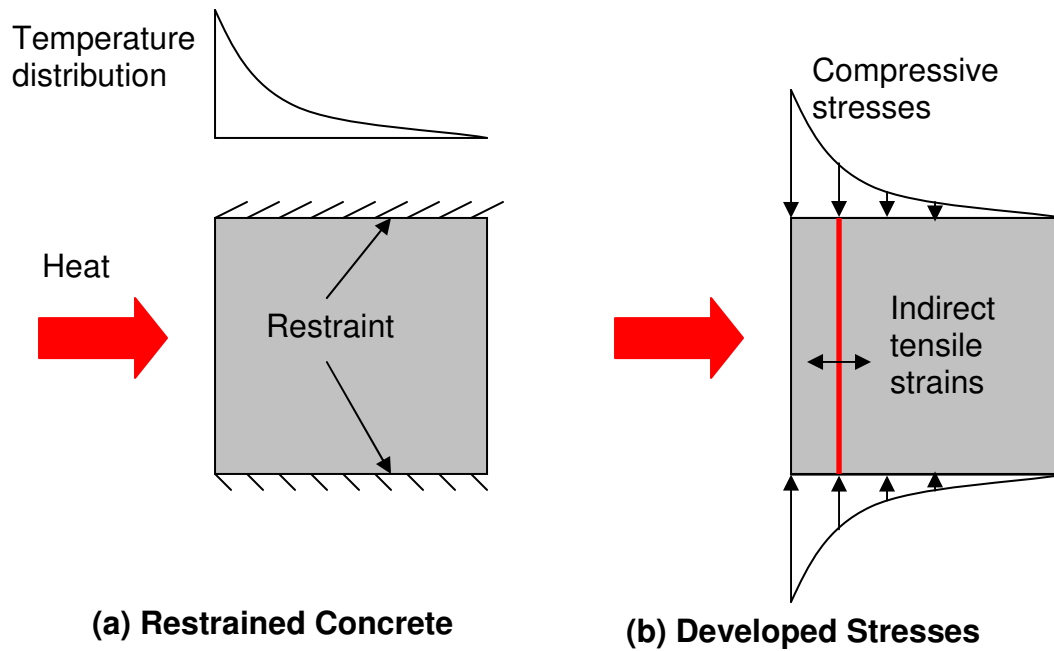 Temperature
distribution
Heat
Restraint
(a) Restrained Concrete
Compressive
stresses
Indirect
tensile
strains
(b) Developed Stresses